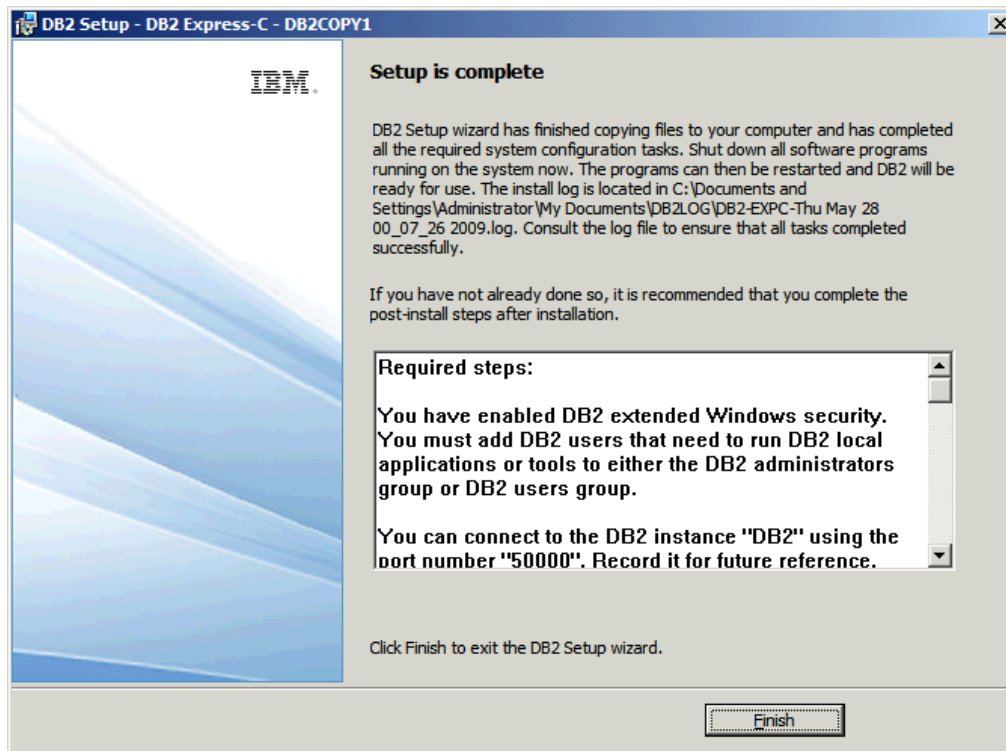 DB2 Setup - DB2 Express-C - DB2COPY1
IBM.
Setup is complete
DB2 Setup wizard has finished copying files to your computer and has completed
all the required system configuration tasks. Shut down all software programs
running on the system now. The programs can then be restarted and DB2 will be
ready for use. The install log is located in C:\Documents and
Settings\Administrator\My Documents\DB2LOG\DB2-EXPC-Thu May 28
00_07_26 2009.log. Consult the log file to ensure that all tasks completed
successfully.
If you have not already done so, it is recommended that you complete the
post-install steps after installation.
Required steps:
You have enabled DB2 extended Windows security.
You must add DB2 users that need to run DB2 local
applications or tools to either the DB2 administrators
group or DB2 users group.
You can connect to the DB2 instance "DB2" using the
port number "50000". Record it for future reference.
Click Finish to exit the DB2 Setup wizard.
Finish